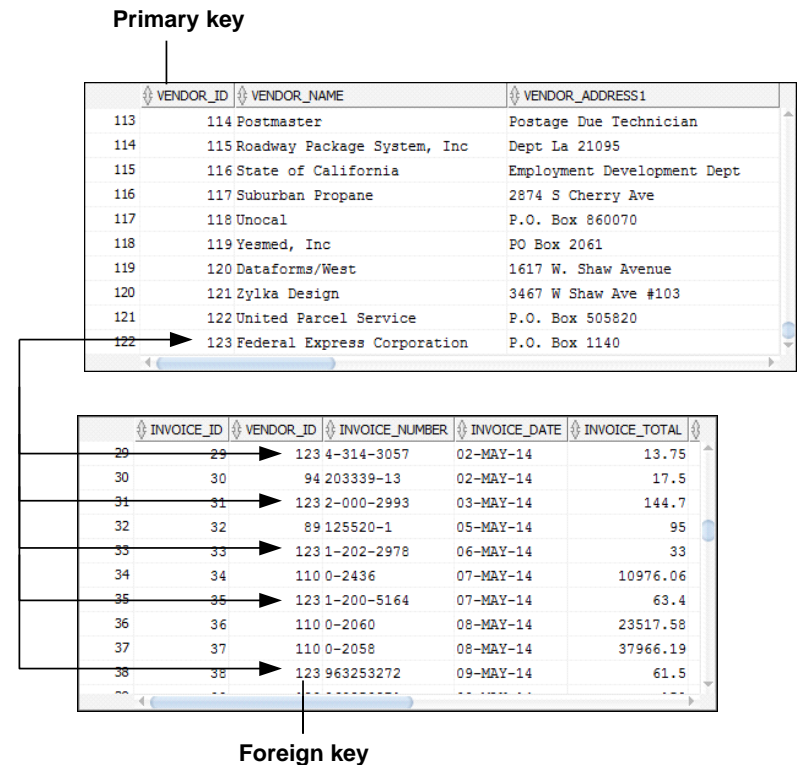 Primary key
VENDOR_ID VENDOR_NAME VENDOR_ADDRESS1
113 114 Postmaster Postage Due Technician
114 115 Roadway Package System, Inc Dept La 21095
115 116 State of California Employment Development Dept
116 117 Suburban Propane 2874 S Cherry Ave
117 118 Unocal P.O. Box 860070
118 119 Yesmed, Inc PO Box 2061
119 120 Dataforms/West 1617 W. Shaw Avenue
120 121 Zylka Design 3467 W Shaw Ave #103
121 122 United Parcel Service P.O. Box 505820
122 123 Federal Express Corporation P.O. Box 1140
INVOICE_ID VENDOR_ID INVOICE_NUMBER INVOICE_DATE INVOICE_TOTAL
29 29 123 4-314-3057 02-MAY-14 13.75
30 30 94 203339-13 02-MAY-14 17.5
31 31 123 2-000-2993 03-MAY-14 144.7
32 32 89 125520-1 05-MAY-14 95
33 33 123 1-202-2978 06-MAY-14 33
34 34 110 0-2436 07-MAY-14 10976.06
35 35 123 1-200-5164 07-MAY-14 63.4
36 36 110 0-2060 08-MAY-14 23517.58
37 37 110 0-2058 08-MAY-14 37966.19
38 38 123 963253272 09-MAY-14 61.5
Foreign key